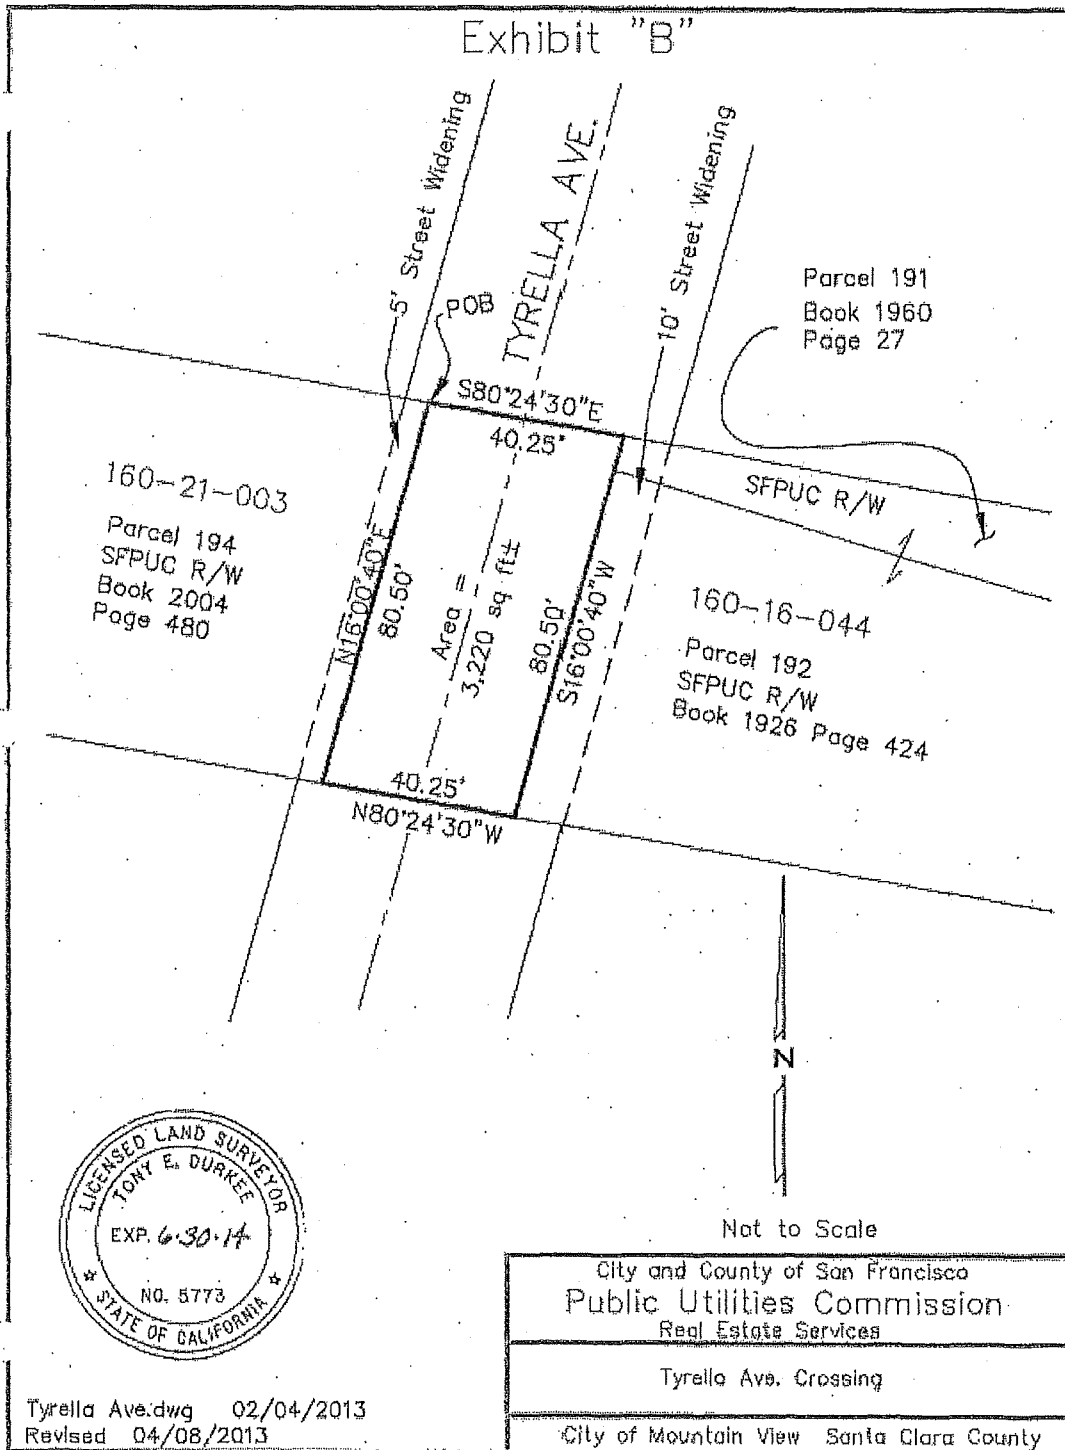 Exhibit "B"
5' Street Widening
POB
TYRELLA AVE.
10' Street Widening
Parcel 191
Book 1960
Page 27
S80°24'30"E
40.25'
SFPUC R/W
160-21-003
Parcel 194
SFPUC R/W
Book 2004
Page 480
N16°00'40"E
80.50'
Area =
3,220 sq ft±
80.50'
S16°00'40"W
160-16-044
Parcel 192
SFPUC R/W
Book 1926 Page 424
40.25'
N80°24'30"W
N
Not to Scale
LICENSED LAND SURVEYOR
TONY E. DURKEE
EXP. 6-30-14
NO. 5773
STATE OF CALIFORNIA
City and County of San Francisco
Public Utilities Commission
Real Estate Services
Tyrella Ave. Crossing
City of Mountain View Santa Clara County
Tyrella Ave.dwg 02/04/2013
Revised 04/08/2013